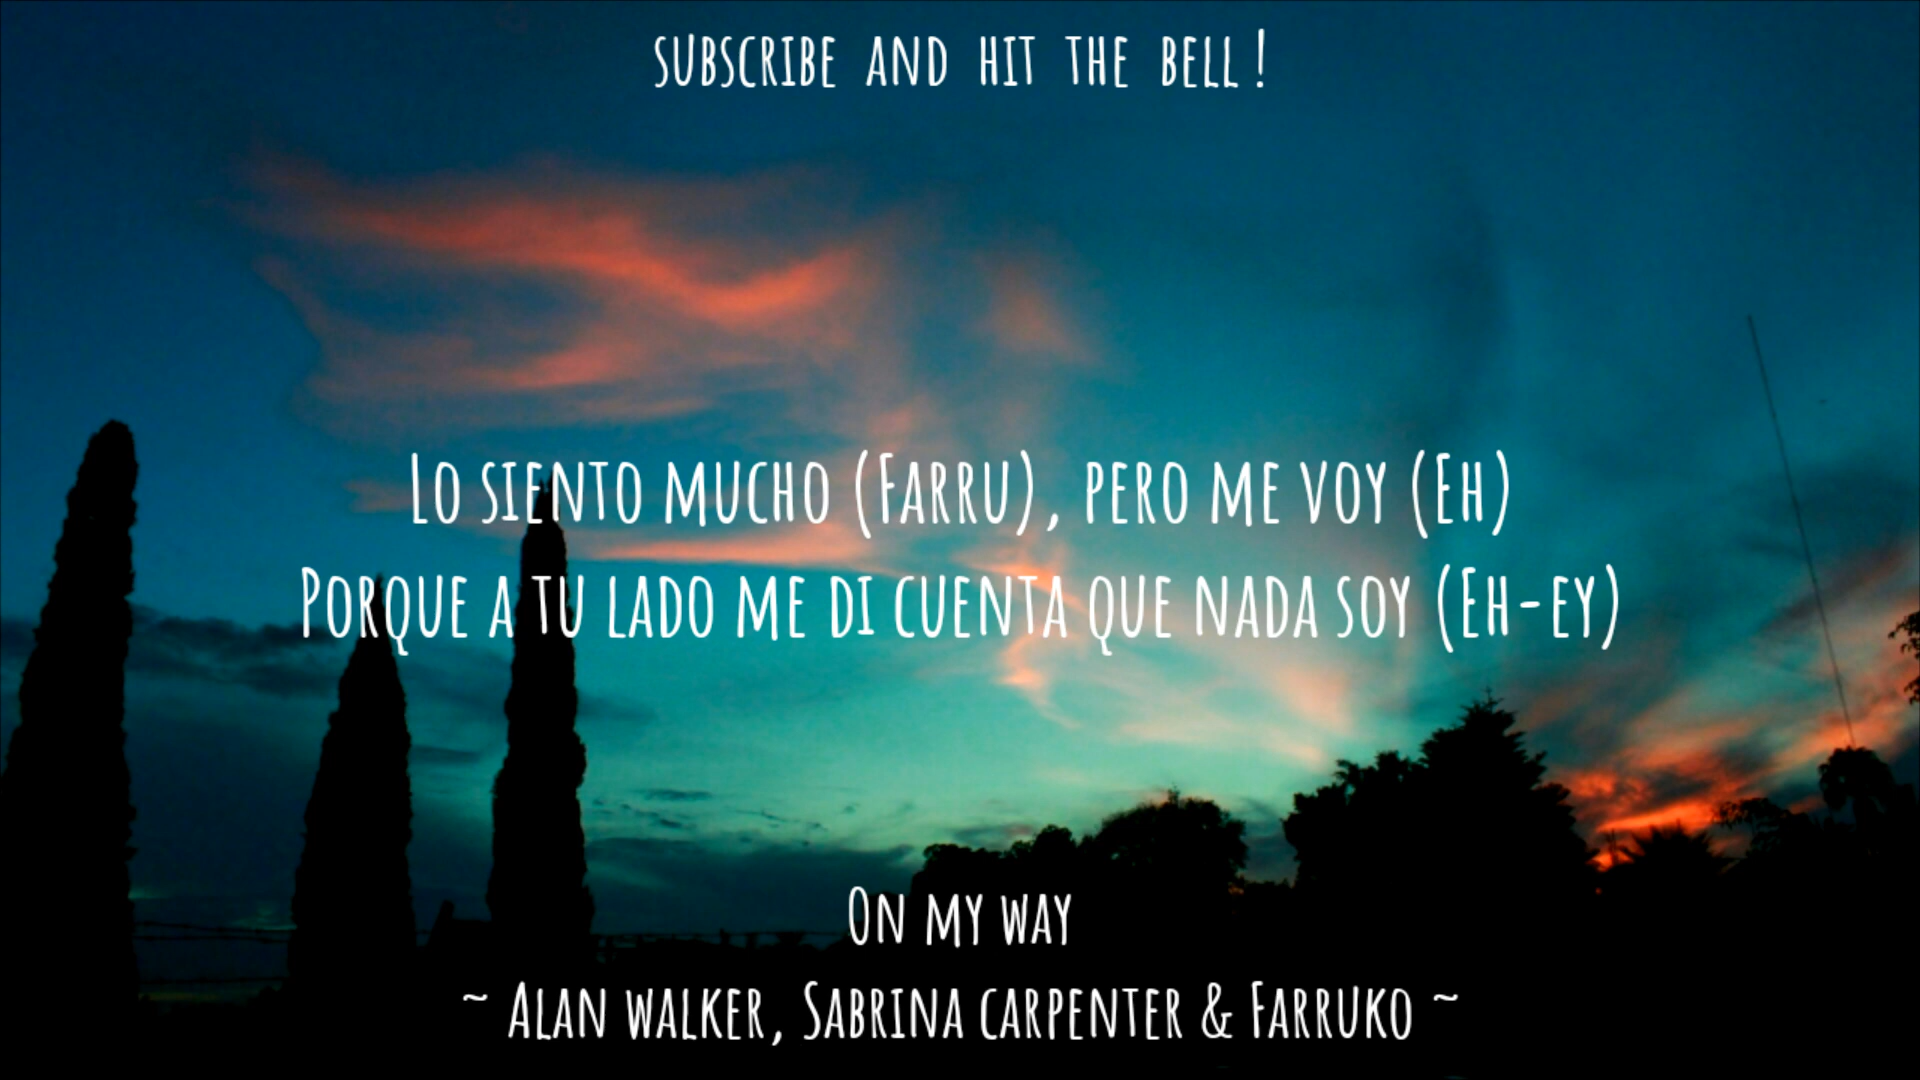 SUBSCRIBE AND HIT THE BELL!
LO SIENTO MUCHO (FARRU), PERO ME VOY (EH)
PORQUE A TU LADO ME DI CUENTA QUE NADA SOY (EH-EY)
ON MY WAY
~ ALAN WALKER, SABRINA CARPENTER & FARRUKO ~